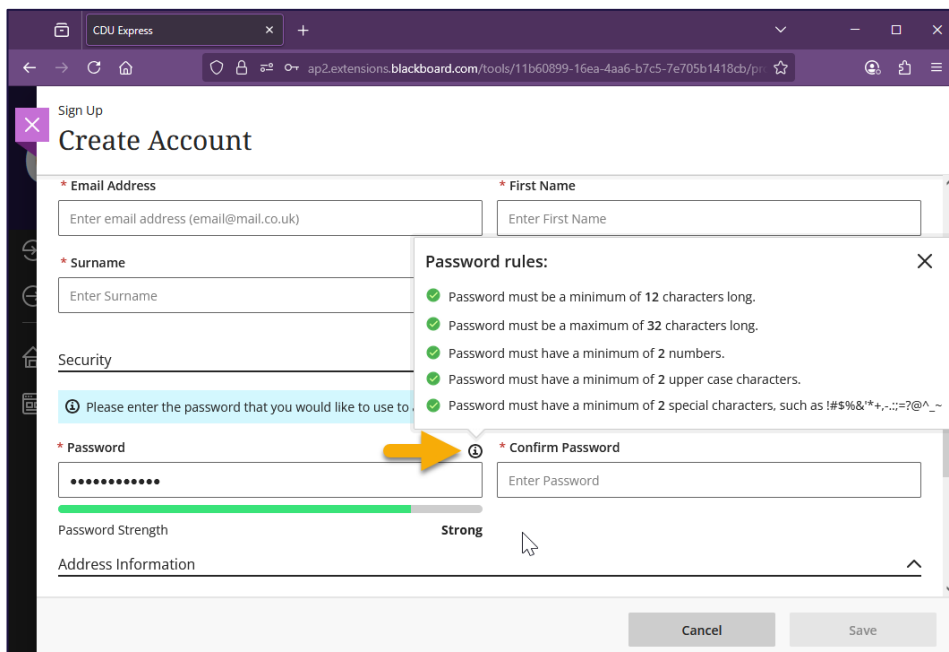 CDU Express
ap2.extensions.blackboard.com/tools/11b60899-16ea-4aa6-b7c5-7e705b1418cb/pr
Sign Up
Create Account
* Email Address
* First Name
Enter email address (email@mail.co.uk)
Enter First Name
* Surname
Enter Surname
Password rules:
Password must be a minimum of 12 characters long.
Password must be a maximum of 32 characters long.
Password must have a minimum of 2 numbers.
Password must have a minimum of 2 upper case characters.
Password must have a minimum of 2 special characters, such as !#$%&'*+,-.:;=?@^_~
Security
Please enter the password that you would like to use to
* Password
* Confirm Password
••••••••••••
Enter Password
Password Strength
Strong
Address Information
Cancel
Save